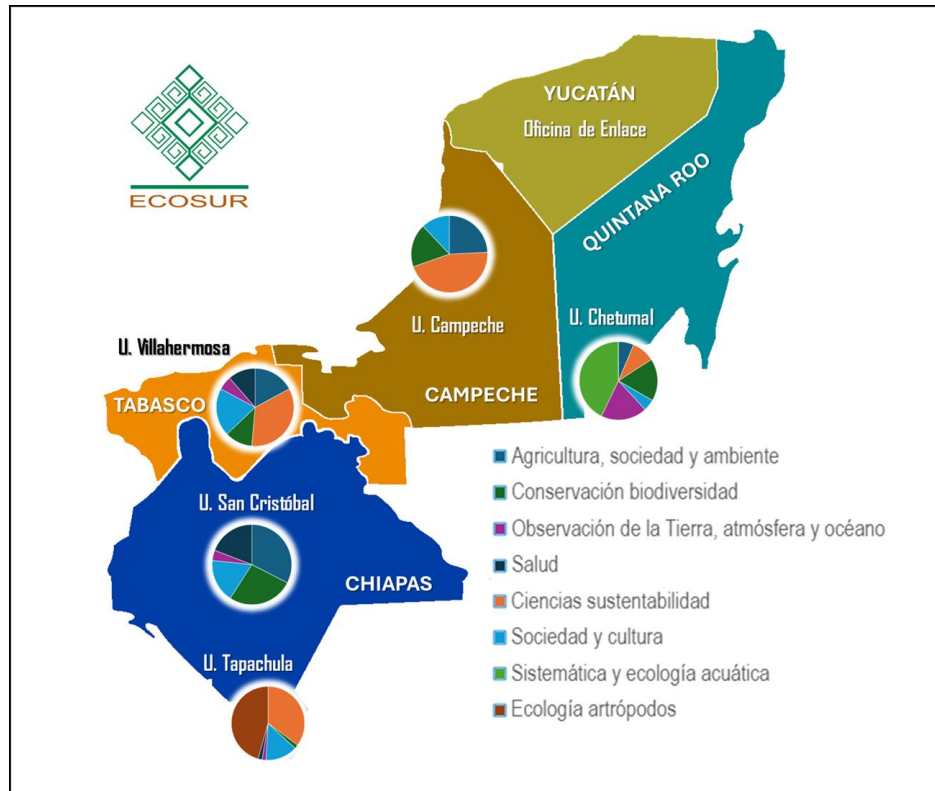 YUCATÁN
Oficina de Enlace
ECOSUR
QUINTANA ROO
U. Campeche
U. Chetumal
U. Villahermosa
CAMPECHE
TABASCO
Agricultura, sociedad y ambiente
Conservación biodiversidad
Observación de la Tierra, atmósfera y océano
Salud
Ciencias sustentabilidad
Sociedad y cultura
Sistemática y ecología acuática
Ecología artrópodos
U. San Cristóbal
CHIAPAS
U. Tapachula